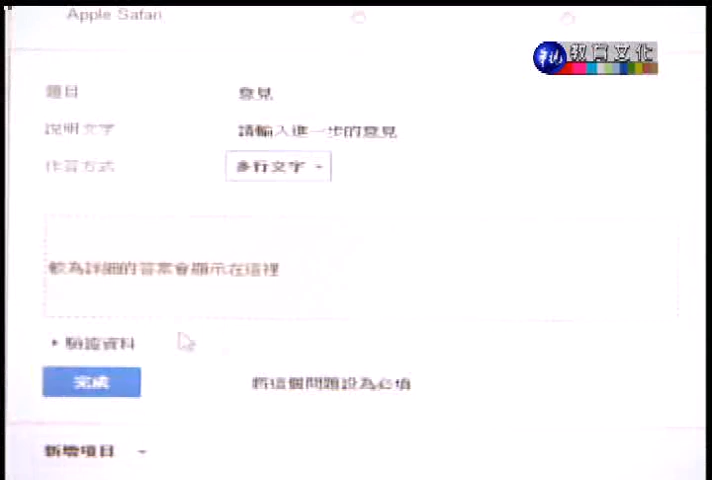 Apple Safari
華視 教育文化
題目 意見
說明文字 請輸入進一步的意見
作答方式 多行文字
較為詳細的答案會顯示在這裡
驗證資料
完成 將這個問題設為必填
新增項目